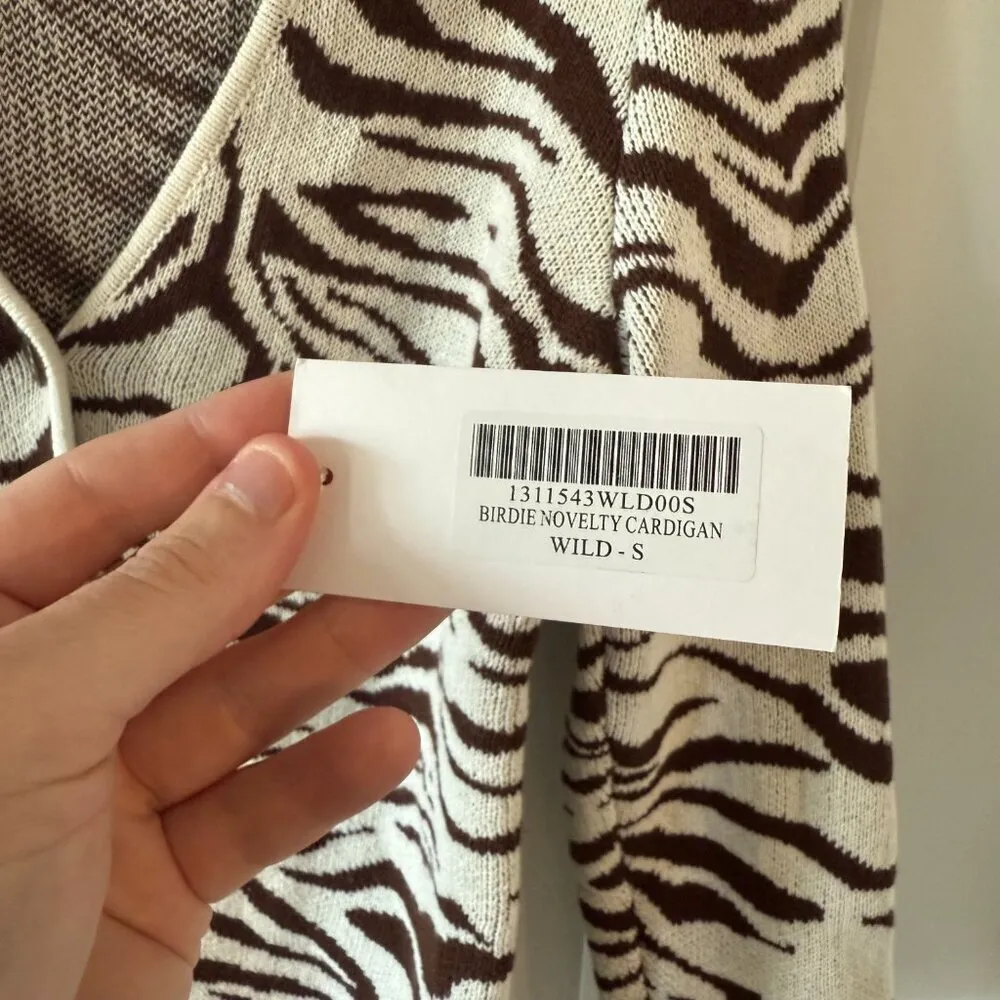 1311543WLD00S
BIRDIE NOVELTY CARDIGAN
WILD - S